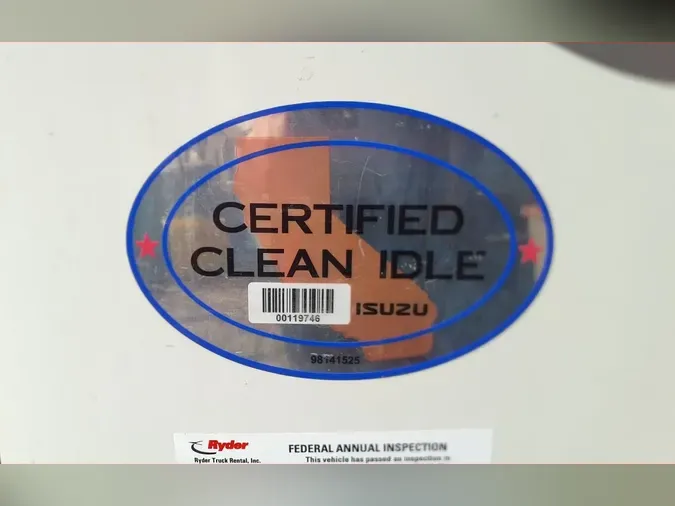 CERTIFIED
CLEAN IDLE
00119746
ISUZU
98141525
Ryder
Ryder Truck Rental, Inc.
FEDERAL ANNUAL INSPECTION
This vehicle has passed an inspection in